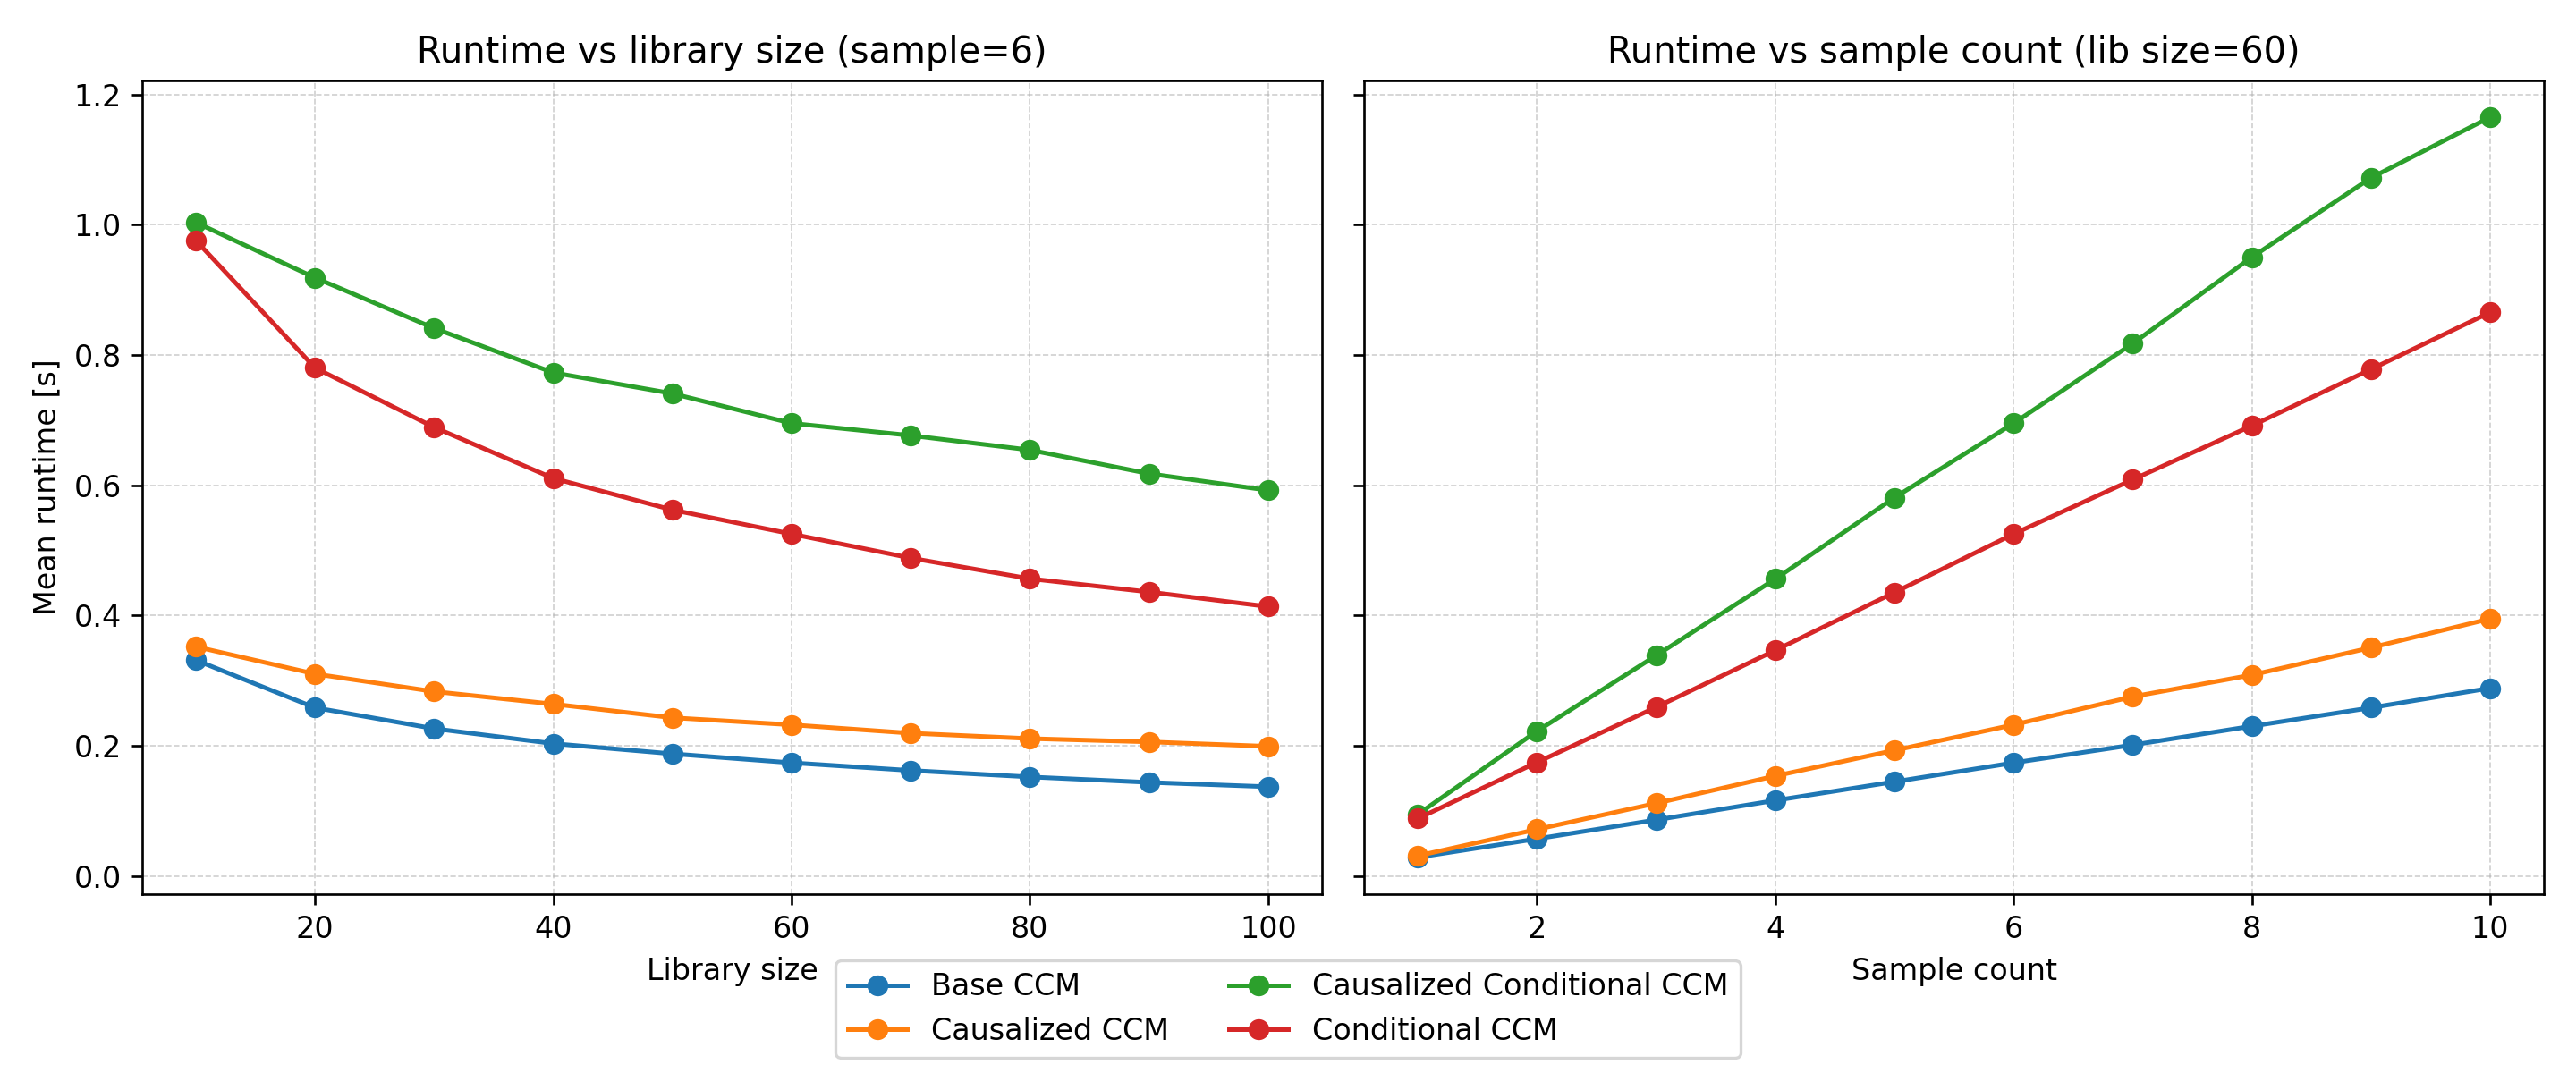 Runtime vs library size (sample=6)
Runtime vs sample count (lib size=60)
Mean runtime [s]
1.2
1.0
0.8
0.6
0.4
0.2
0.0
20 40 60 80 100
2 4 6 8 10
Library size
Sample count
Base CCM
Causalized CCM
Causalized Conditional CCM
Conditional CCM